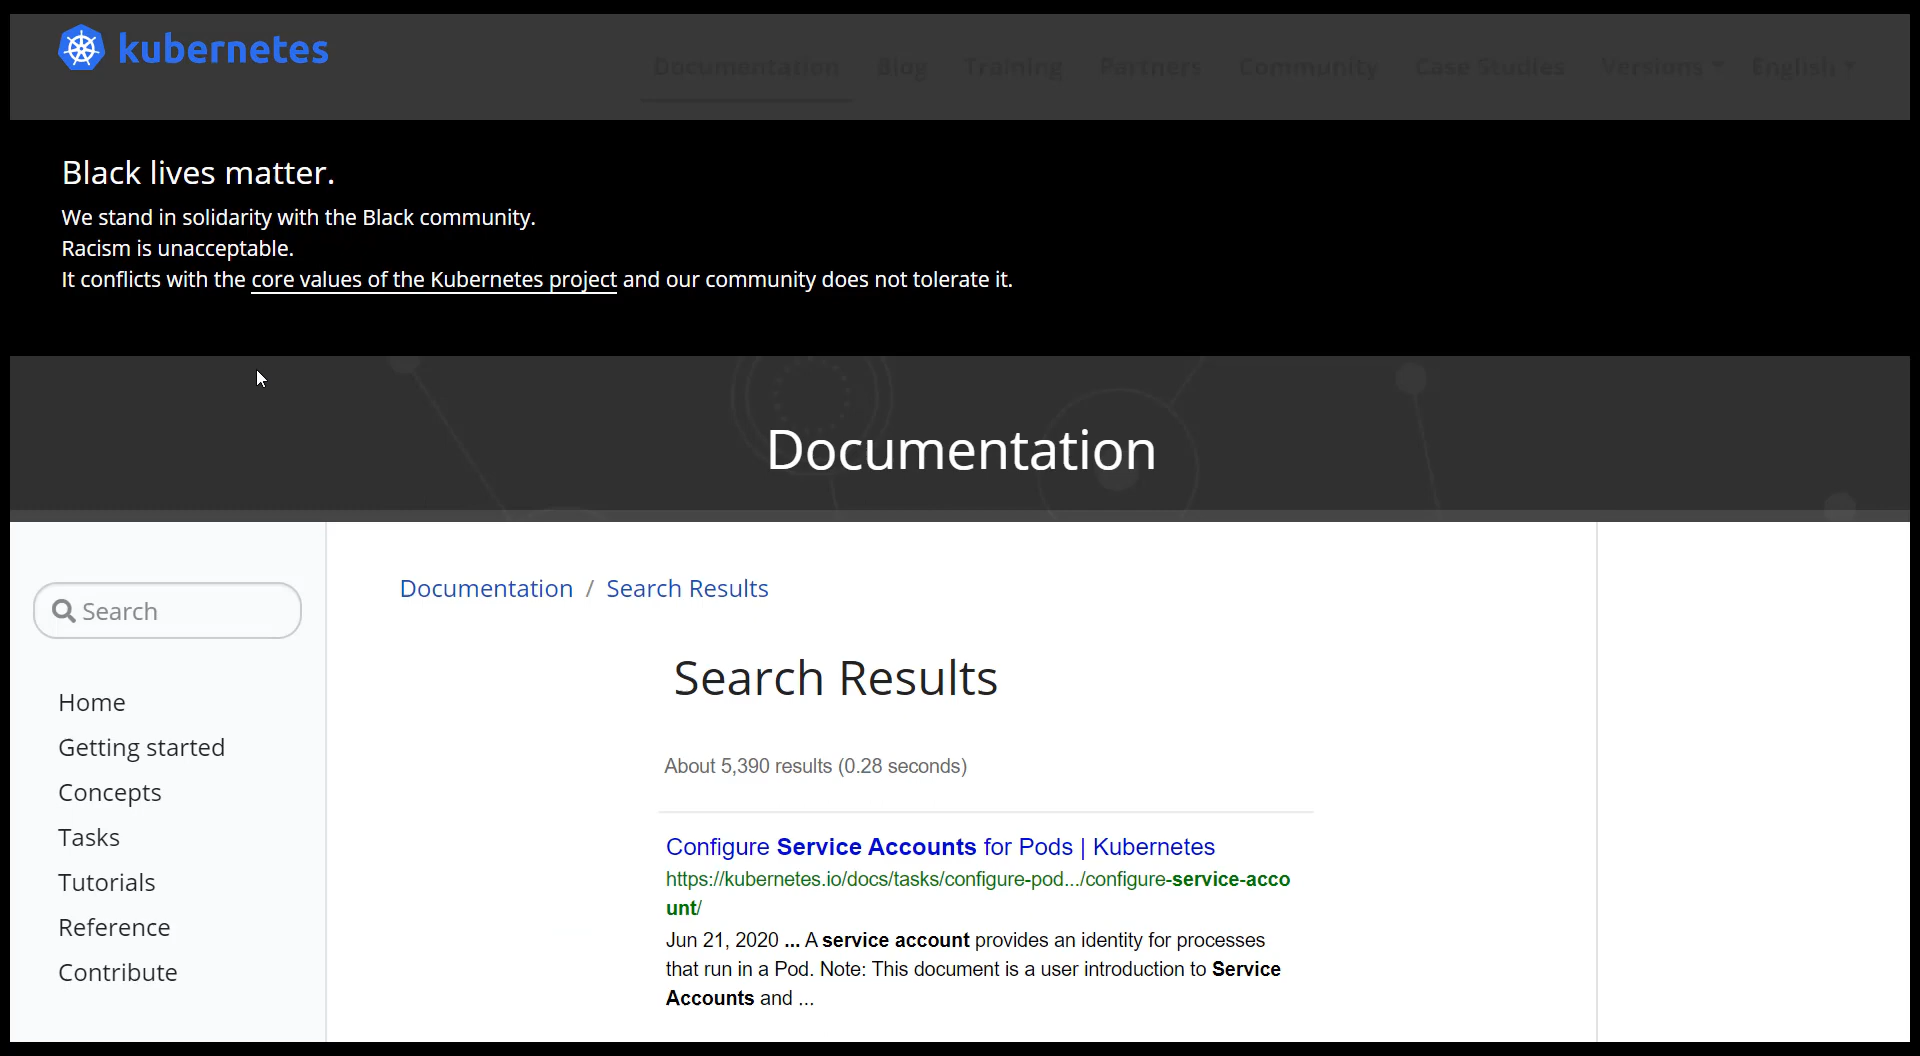 kubernetes
Documentation Blog Training Partners Community Case Studies Versions English
Black lives matter.
We stand in solidarity with the Black community.
Racism is unacceptable.
It conflicts with the core values of the Kubernetes project and our community does not tolerate it.
Documentation
Search
Home
Getting started
Concepts
Tasks
Tutorials
Reference
Contribute
Documentation / Search Results
Search Results
About 5,390 results (0.28 seconds)
Configure Service Accounts for Pods | Kubernetes
https://kubernetes.io/docs/tasks/configure-pod.../configure-service-acco
unt/
Jun 21, 2020 ... A service account provides an identity for processes
that run in a Pod. Note: This document is a user introduction to Service
Accounts and ...